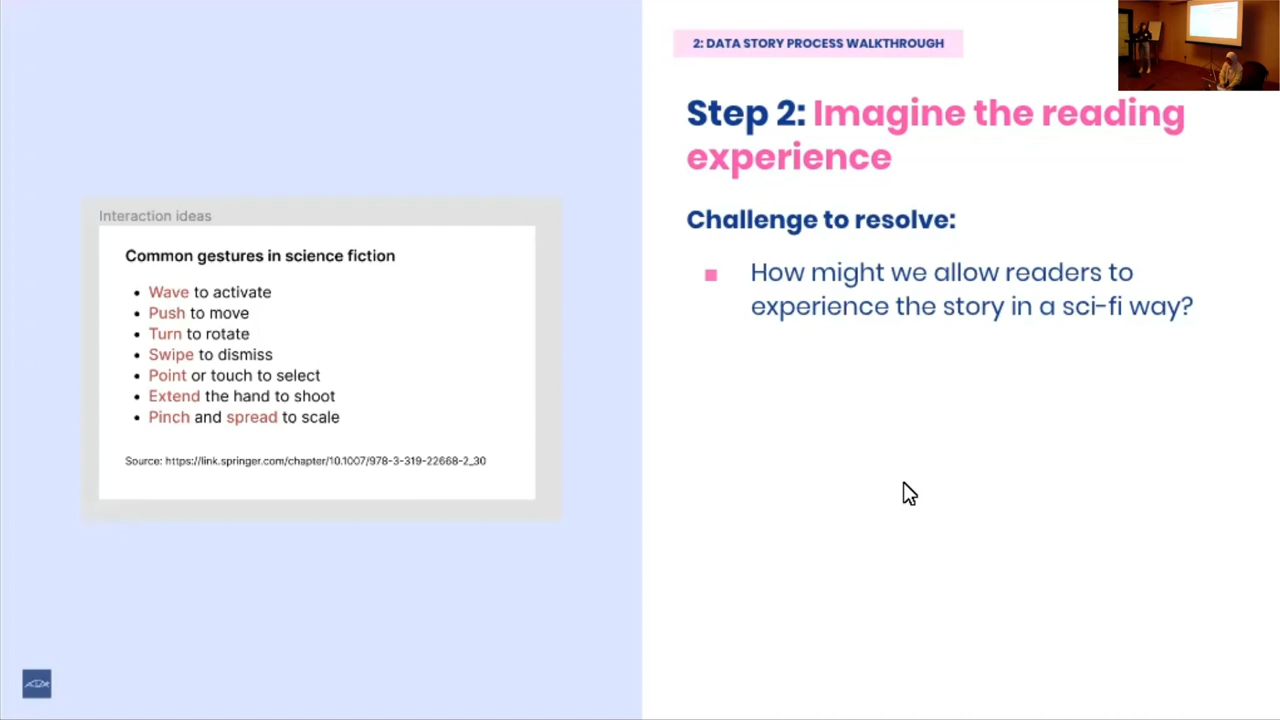 Interaction ideas
Common gestures in science fiction
• Wave to activate
• Push to move
• Turn to rotate
• Swipe to dismiss
• Point or touch to select
• Extend the hand to shoot
• Pinch and spread to scale
Source: https://link.springer.com/chapter/10.1007/978-3-319-22668-2_30
2: DATA STORY PROCESS WALKTHROUGH
Step 2: Imagine the reading
experience
Challenge to resolve:
How might we allow readers to
experience the story in a sci-fi way?